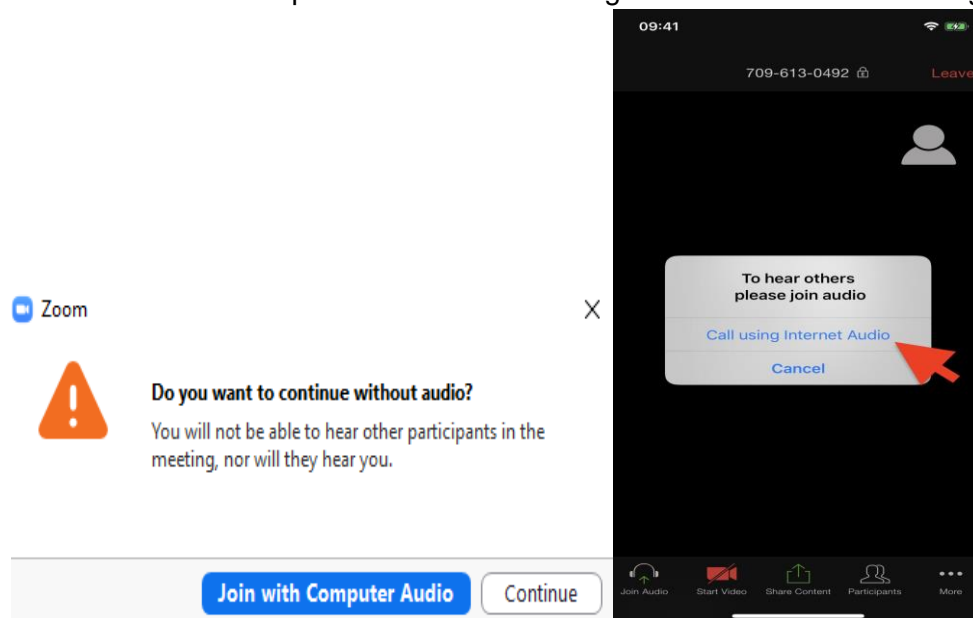 Zoom
Do you want to continue without audio?
You will not be able to hear other participants in the
meeting, nor will they hear you.
Join with Computer Audio
Continue
09:41
709-613-0492
Leave
To hear others
please join audio
Call using Internet Audio
Cancel
Join Audio
Start Video
Share Content
Participants
More